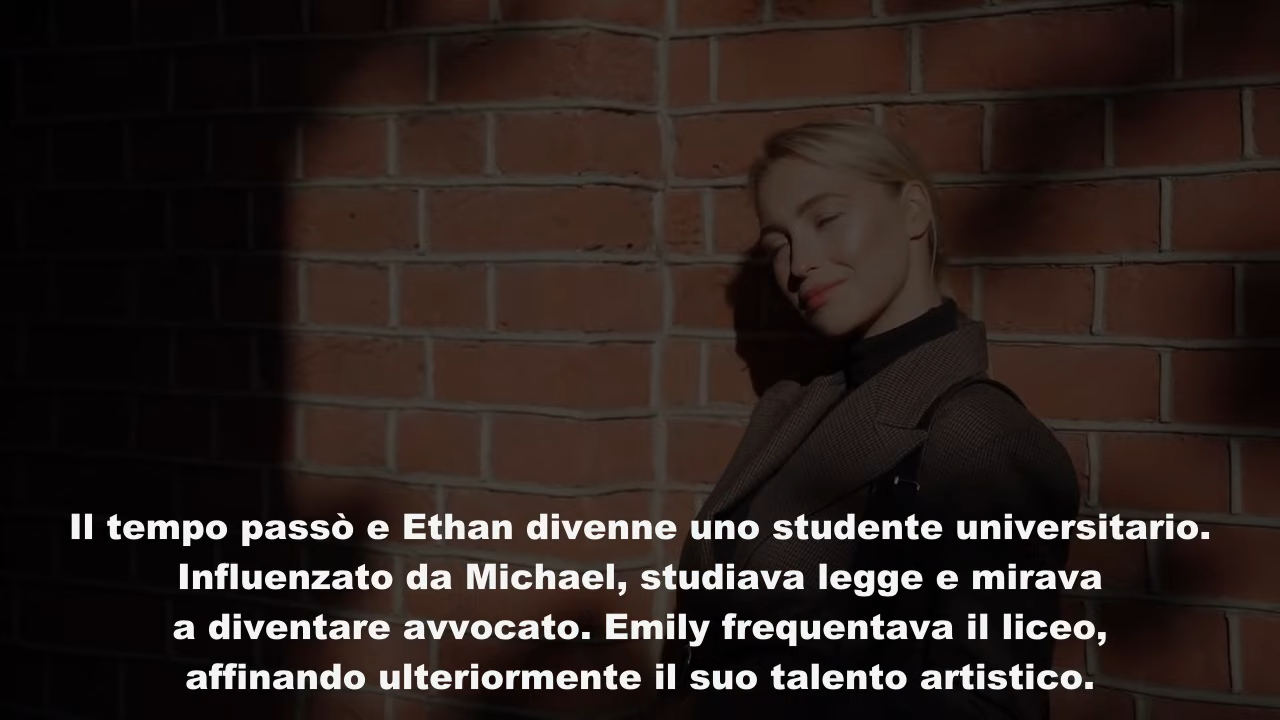 Il tempo passò e Ethan divenne uno studente universitario.
Influenzato da Michael, studiava legge e mirava
a diventare avvocato. Emily frequentava il liceo,
affinando ulteriormente il suo talento artistico.